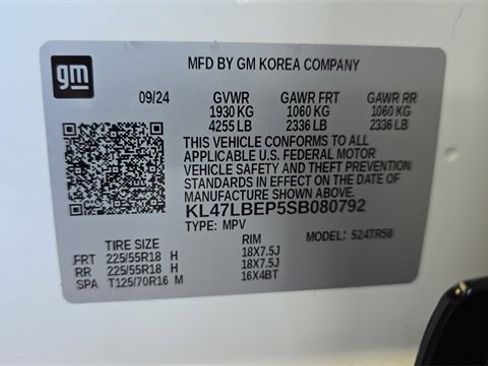 gm
MFD BY GM KOREA COMPANY
09/24 GVWR GAWR FRT GAWR RR
1930 KG 1060 KG 1060 KG
4255 LB 2336 LB 2336 LB
THIS VEHICLE CONFORMS TO ALL
APPLICABLE U.S. FEDERAL MOTOR
VEHICLE SAFETY AND THEFT PREVENTION
STANDARDS IN EFFECT ON THE DATE OF
MANUFACTURE SHOWN ABOVE.
KL47LBEP5SB080792
TYPE: MPV MODEL: 524TR58
TIRE SIZE RIM
FRT 225/55R18 H 18X7.5J
RR 225/55R18 H 18X7.5J
SPA T125/70R16 M 16X4BT